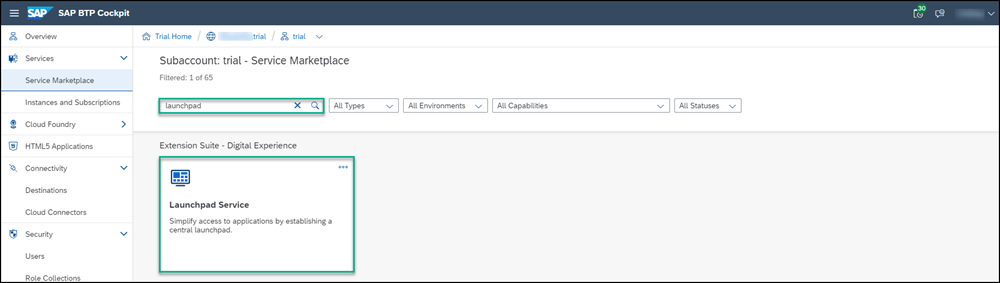 SAP SAP BTP Cockpit
30
Overview
Services
Service Marketplace
Instances and Subscriptions
Cloud Foundry
HTML5 Applications
Connectivity
Destinations
Cloud Connectors
Security
Users
Role Collections
Trial Home / trial / trial
Subaccount: trial - Service Marketplace
Filtered: 1 of 65
launchpad
All Types
All Environments
All Capabilities
All Statuses
Extension Suite - Digital Experience
Launchpad Service
Simplify access to applications by establishing a
central launchpad.